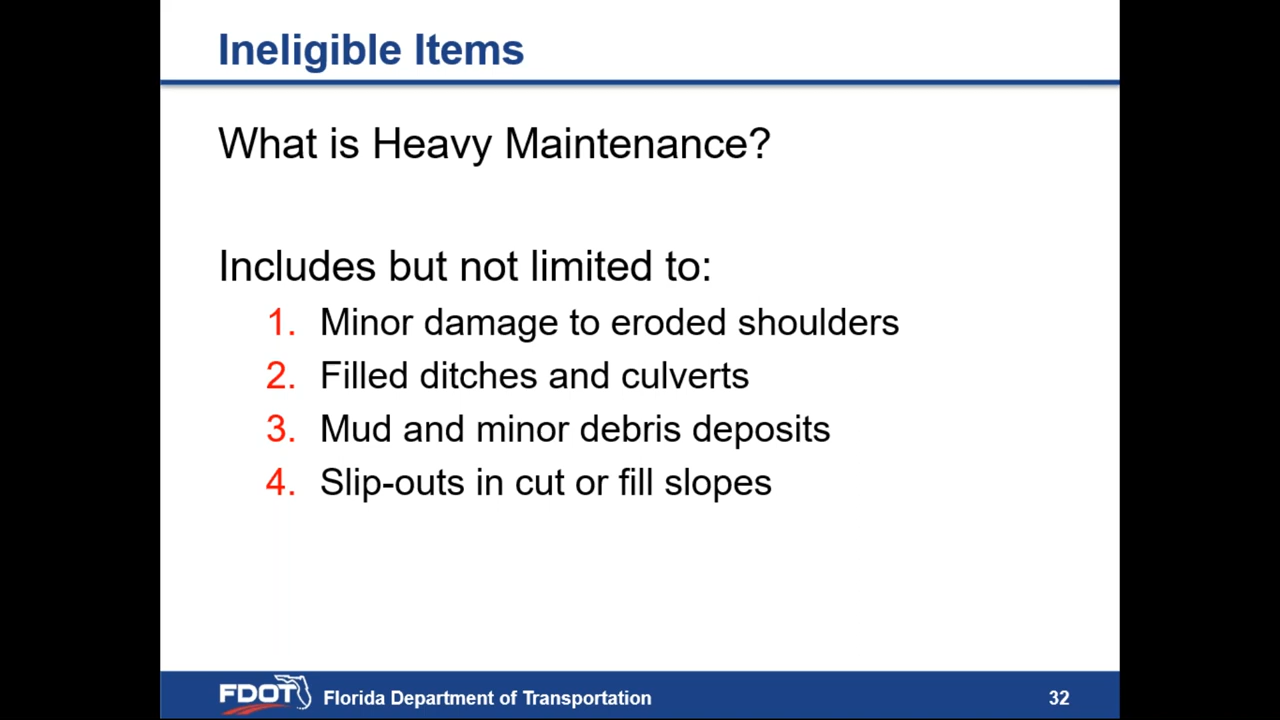 Ineligible Items
What is Heavy Maintenance?
Includes but not limited to:
1. Minor damage to eroded shoulders
2. Filled ditches and culverts
3. Mud and minor debris deposits
4. Slip-outs in cut or fill slopes
FDOT Florida Department of Transportation 32